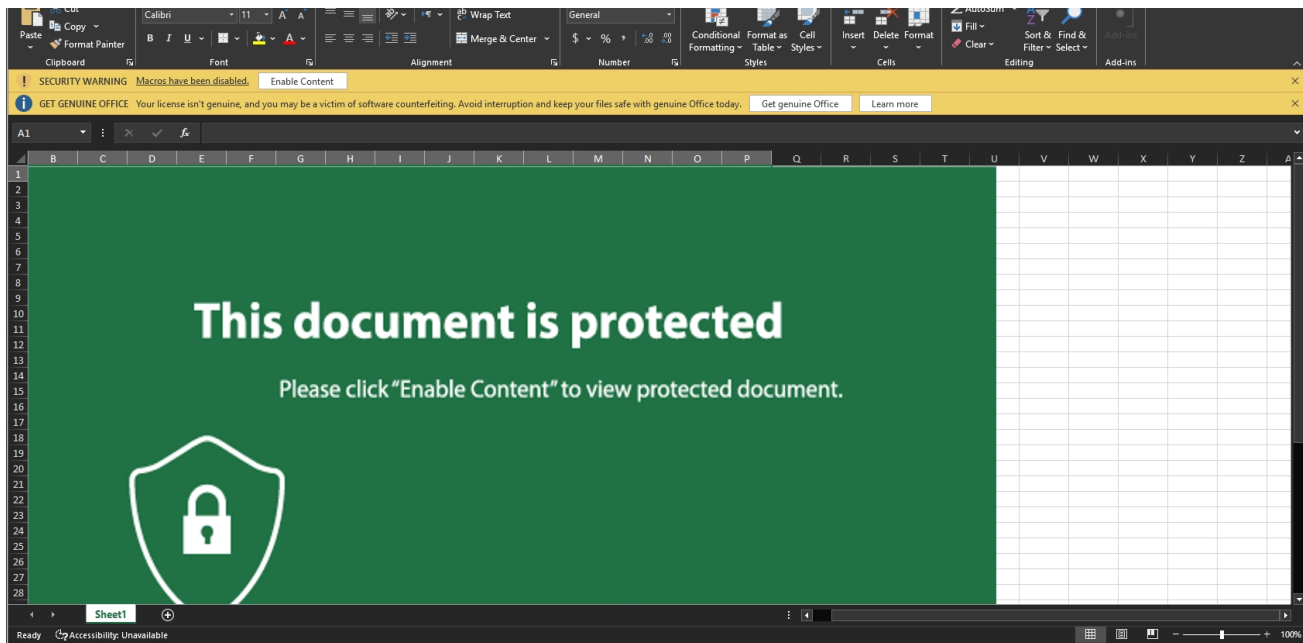 Cut
Calibri
11
A A
ab Wrap Text
General
AutoSum
Paste
Copy
Format Painter
B I U
A
Merge & Center
$ % ,
Conditional Formatting
Format as Table
Cell Styles
Insert
Delete
Format
Fill
Clear
Sort & Filter
Find & Select
Add-ins
Clipboard
Font
Alignment
Number
Styles
Cells
Editing
Add-ins
SECURITY WARNING Macros have been disabled. Enable Content
GET GENUINE OFFICE Your license isn't genuine, and you may be a victim of software counterfeiting. Avoid interruption and keep your files safe with genuine Office today. Get genuine Office Learn more
A1 fx
B C D E F G H I J K L M N O P Q R S T U V W X Y Z A
1
2
3
4
5
6
7
8
9
10
11
12
13
14
15
16
17
18
19
20
21
22
23
24
25
26
27
28
This document is protected
Please click "Enable Content" to view protected document.
Sheet1
Ready Accessibility: Unavailable 100%